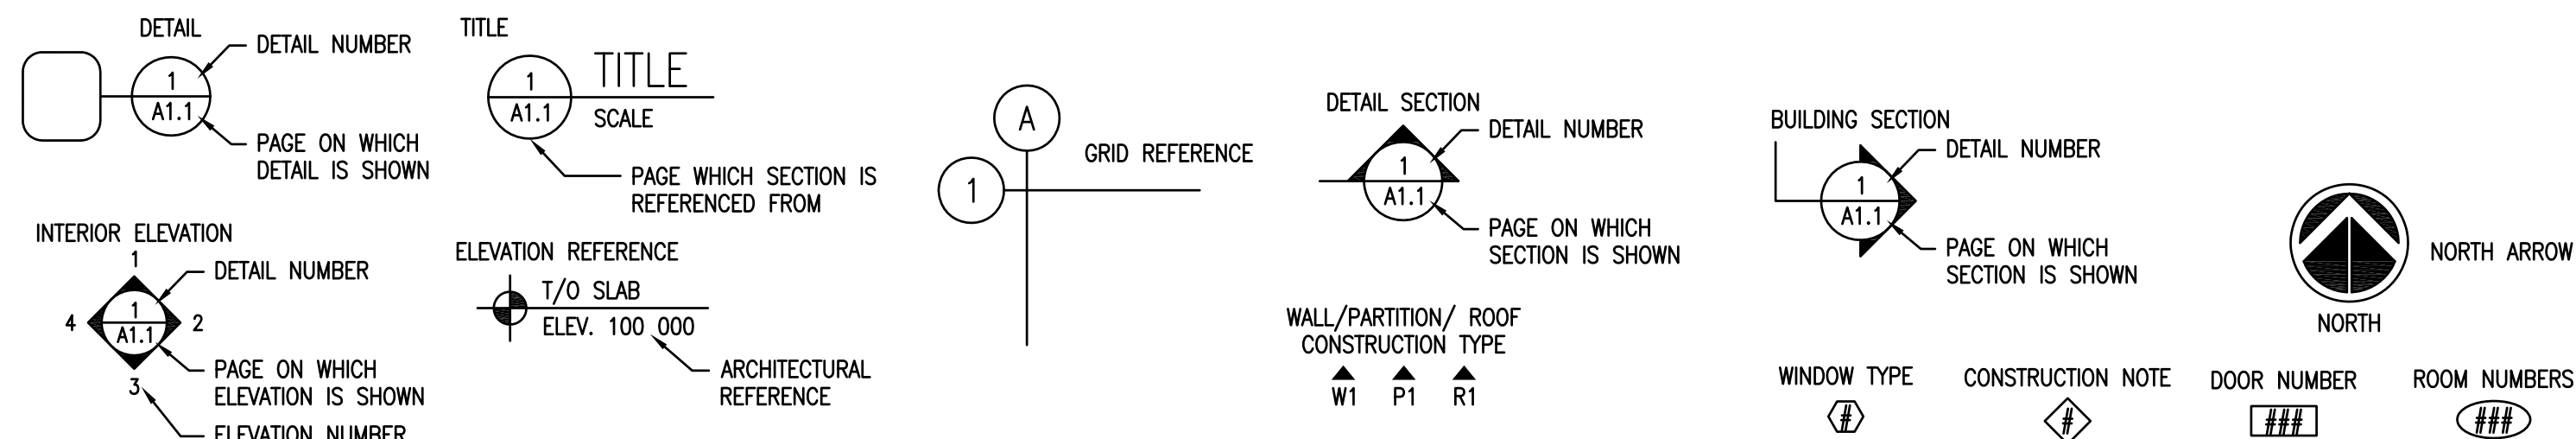 DETAIL
DETAIL NUMBER
1
A1.1
PAGE ON WHICH
DETAIL IS SHOWN
TITLE
1
A1.1
TITLE
SCALE
PAGE WHICH SECTION IS
REFERENCED FROM
A
1
GRID REFERENCE
DETAIL SECTION
DETAIL NUMBER
1
A1.1
PAGE ON WHICH
SECTION IS SHOWN
BUILDING SECTION
DETAIL NUMBER
1
A1.1
PAGE ON WHICH
SECTION IS SHOWN
NORTH ARROW
NORTH
INTERIOR ELEVATION
1
DETAIL NUMBER
1
A1.1
4
2
PAGE ON WHICH
ELEVATION IS SHOWN
3
ELEVATION NUMBER
ELEVATION REFERENCE
T/O SLAB
ELEV. 100 000
ARCHITECTURAL
REFERENCE
WALL/PARTITION/ ROOF
CONSTRUCTION TYPE
W1 P1 R1
WINDOW TYPE
#
CONSTRUCTION NOTE
#
DOOR NUMBER
###
ROOM NUMBERS
###